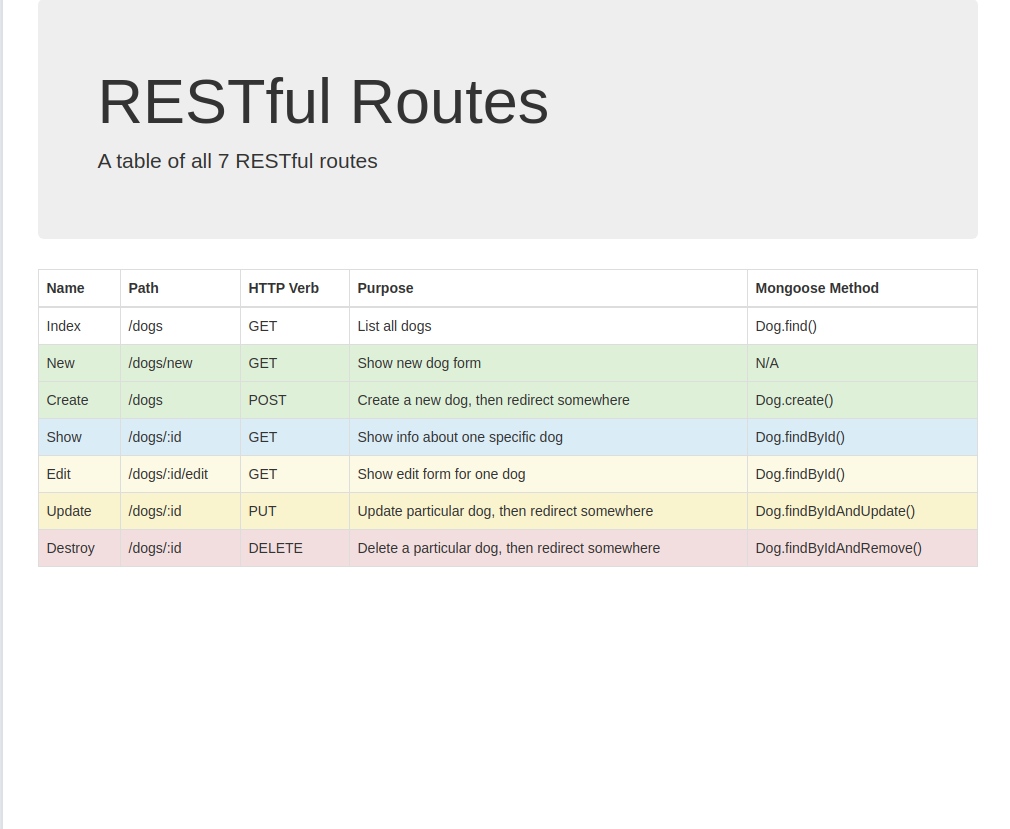 RESTful Routes
A table of all 7 RESTful routes
Name Path HTTP Verb Purpose Mongoose Method
Index /dogs GET List all dogs Dog.find()
New /dogs/new GET Show new dog form N/A
Create /dogs POST Create a new dog, then redirect somewhere Dog.create()
Show /dogs/:id GET Show info about one specific dog Dog.findById()
Edit /dogs/:id/edit GET Show edit form for one dog Dog.findById()
Update /dogs/:id PUT Update particular dog, then redirect somewhere Dog.findByIdAndUpdate()
Destroy /dogs/:id DELETE Delete a particular dog, then redirect somewhere Dog.findByIdAndRemove()